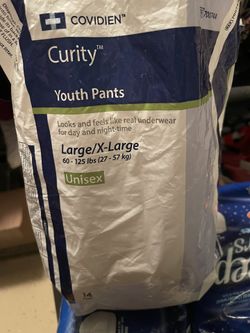 COVIDIEN™
Curity™
Youth Pants
Looks and feels like real underwear
for day and night-time
Large/X-Large
60 - 125 lbs (27 - 57 kg)
Unisex
14